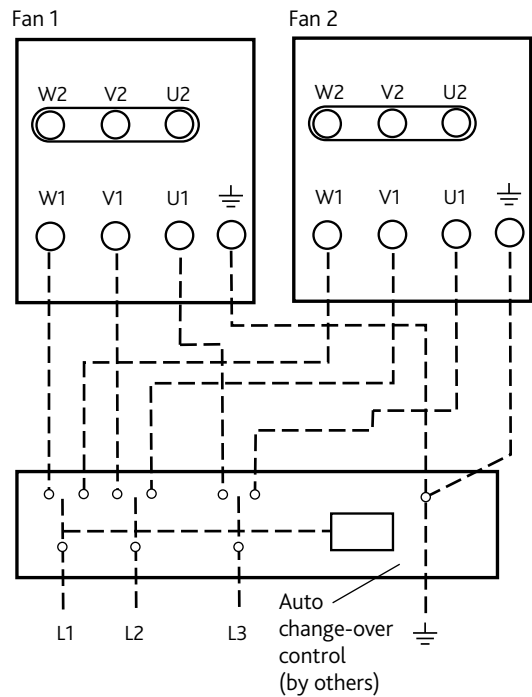 Fan 1
Fan 2
W2 V2 U2
W2 V2 U2
W1 V1 U1
W1 V1 U1
L1 L2 L3
Auto
change-over
control
(by others)